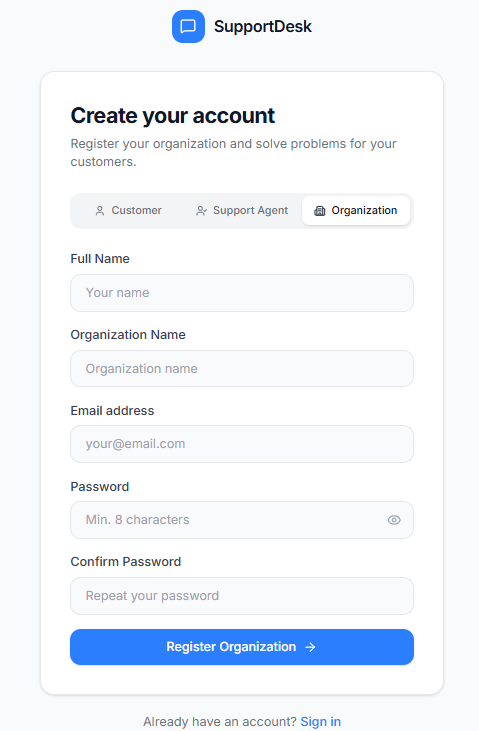 SupportDesk
Create your account
Register your organization and solve problems for your
customers.
Customer
Support Agent
Organization
Full Name
Your name
Organization Name
Organization name
Email address
your@email.com
Password
Min. 8 characters
Confirm Password
Repeat your password
Register Organization →
Already have an account? Sign in